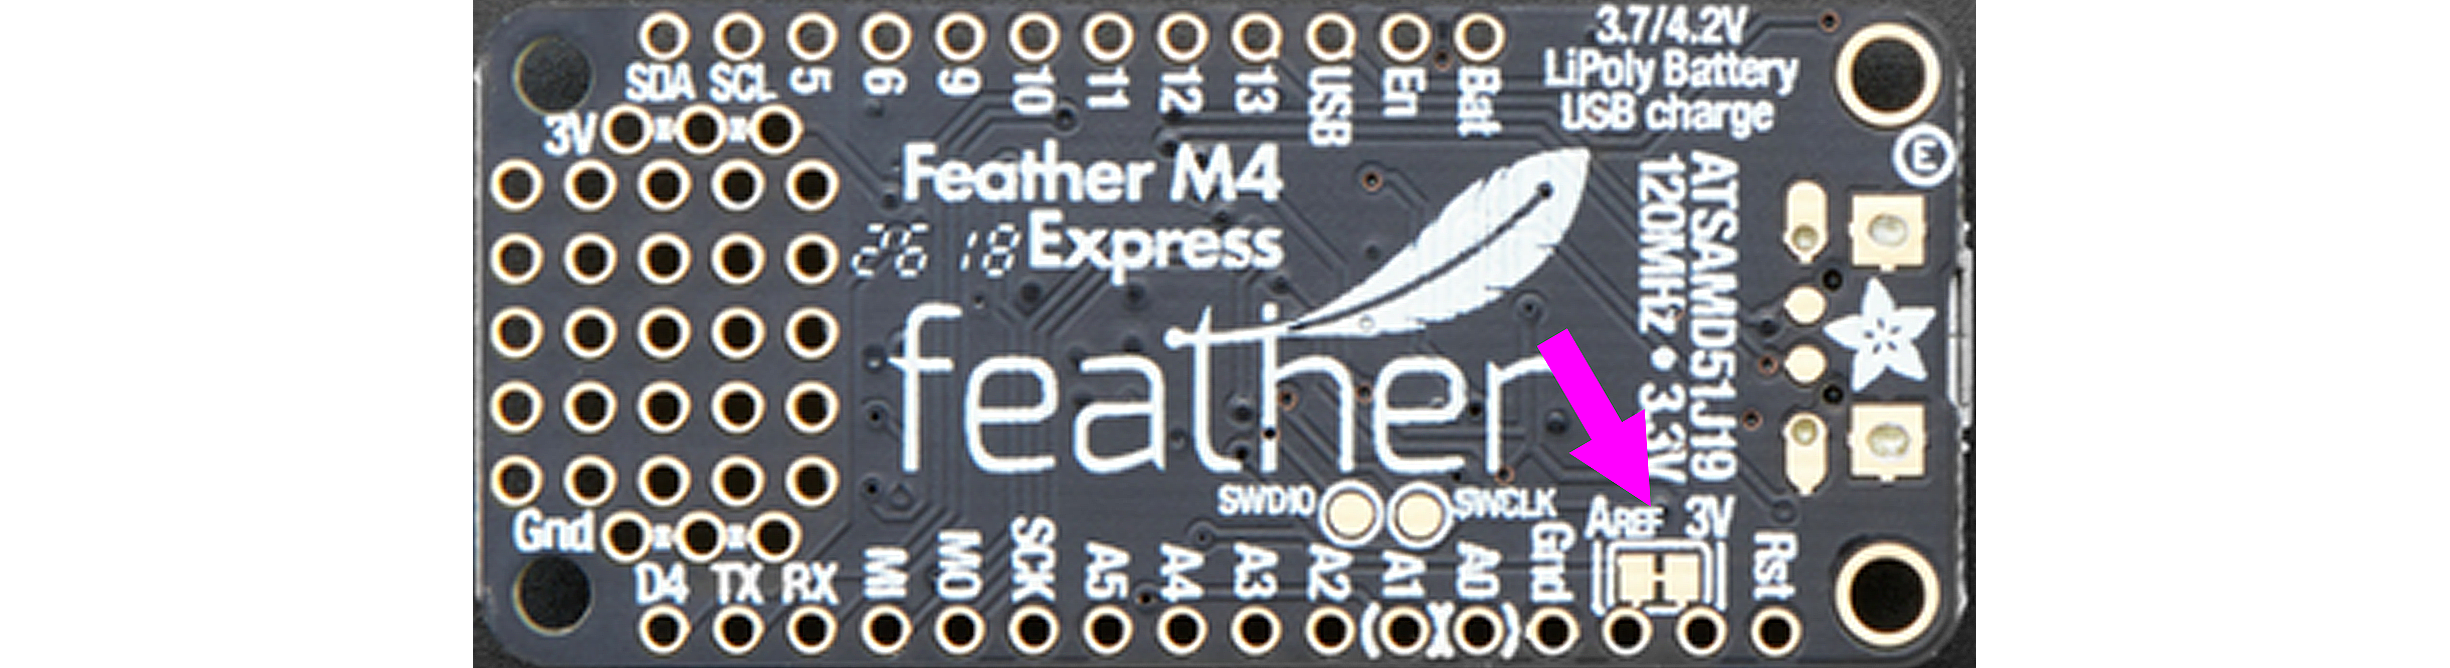 SDA SCL 5 6 9 10 11 12 13 USB En Bat
3.7/4.2V
LiPoly Battery
USB charge
3V
Feather M4
Express
26 18
feather
ATSAMD51J19
120MHz • 3.3V
SWDIO SWCLK
AREF 3V
Gnd
D4 TX RX MI MO SCK A5 A4 A3 A2 A1 A0 Gnd Rst